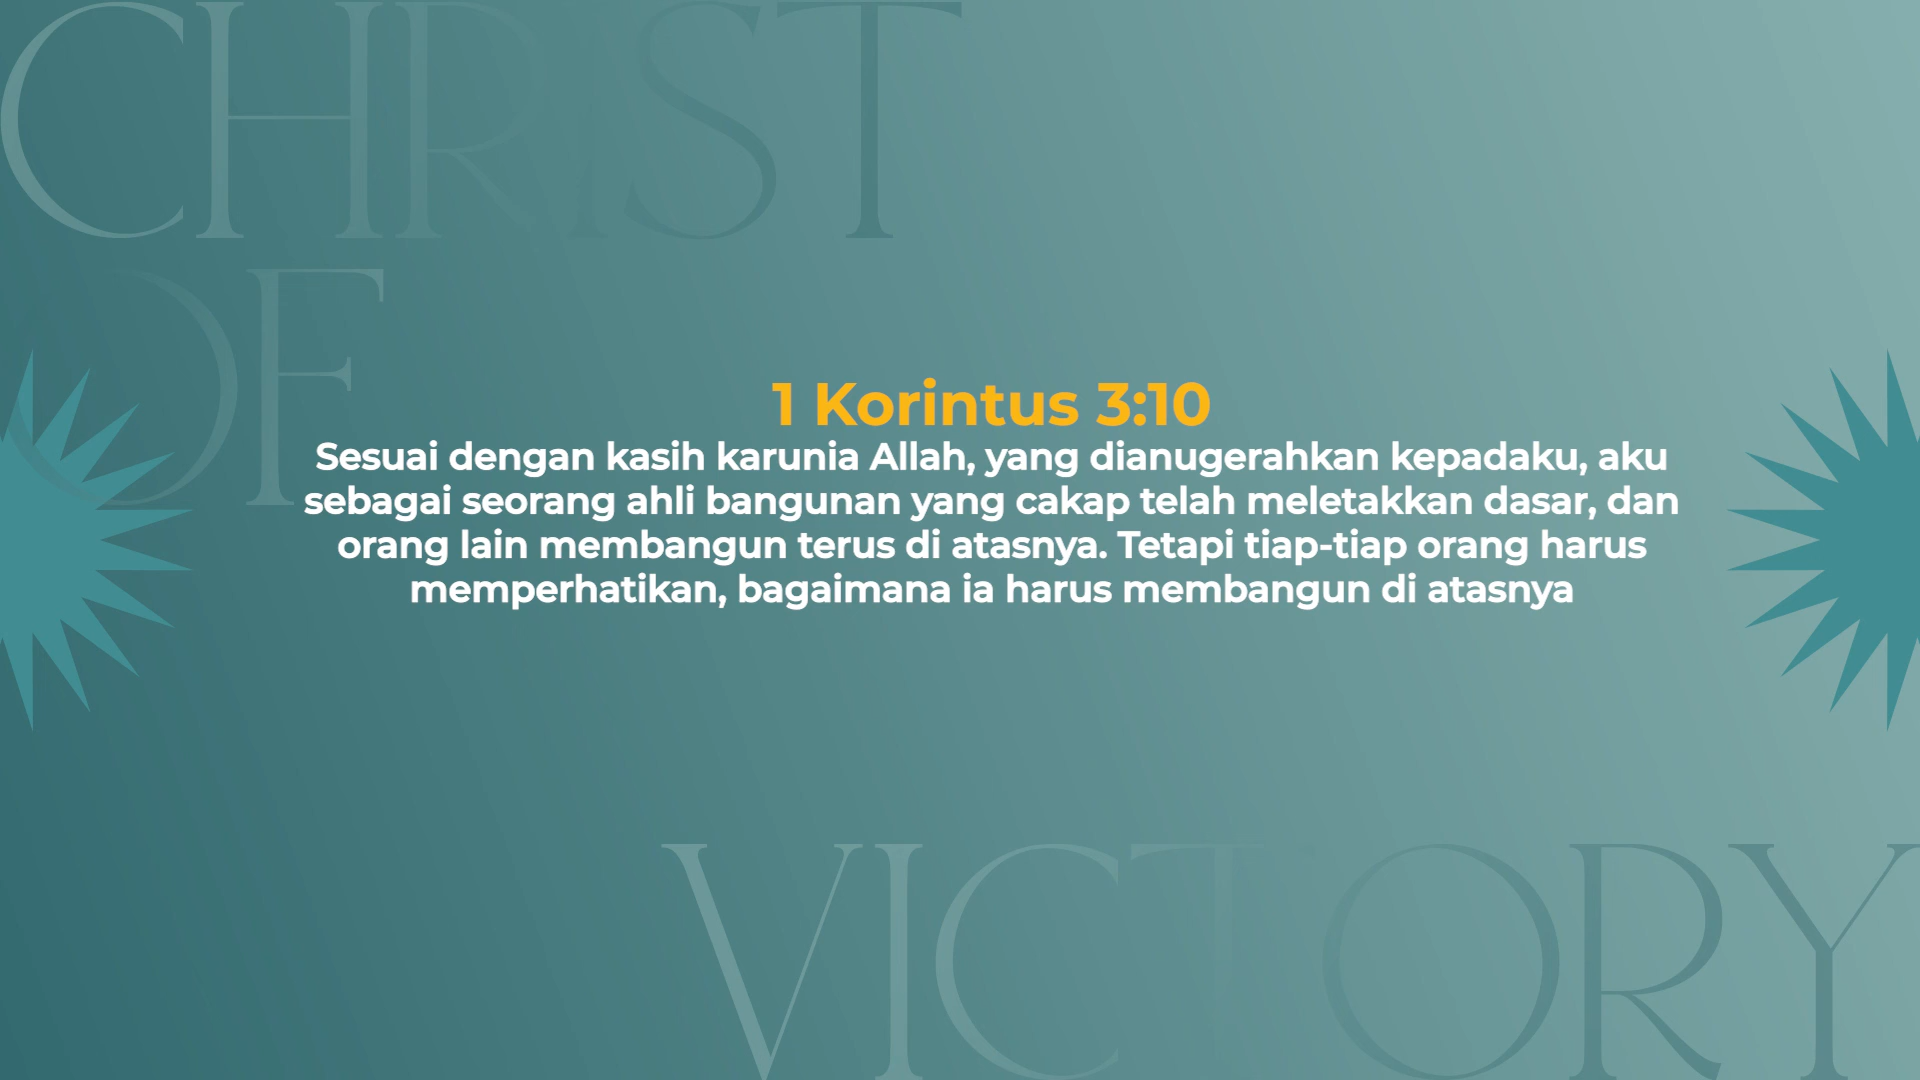 CHRIST
OF
1 Korintus 3:10
Sesuai dengan kasih karunia Allah, yang dianugerahkan kepadaku, aku
sebagai seorang ahli bangunan yang cakap telah meletakkan dasar, dan
orang lain membangun terus di atasnya. Tetapi tiap-tiap orang harus
memperhatikan, bagaimana ia harus membangun di atasnya
VICTORY